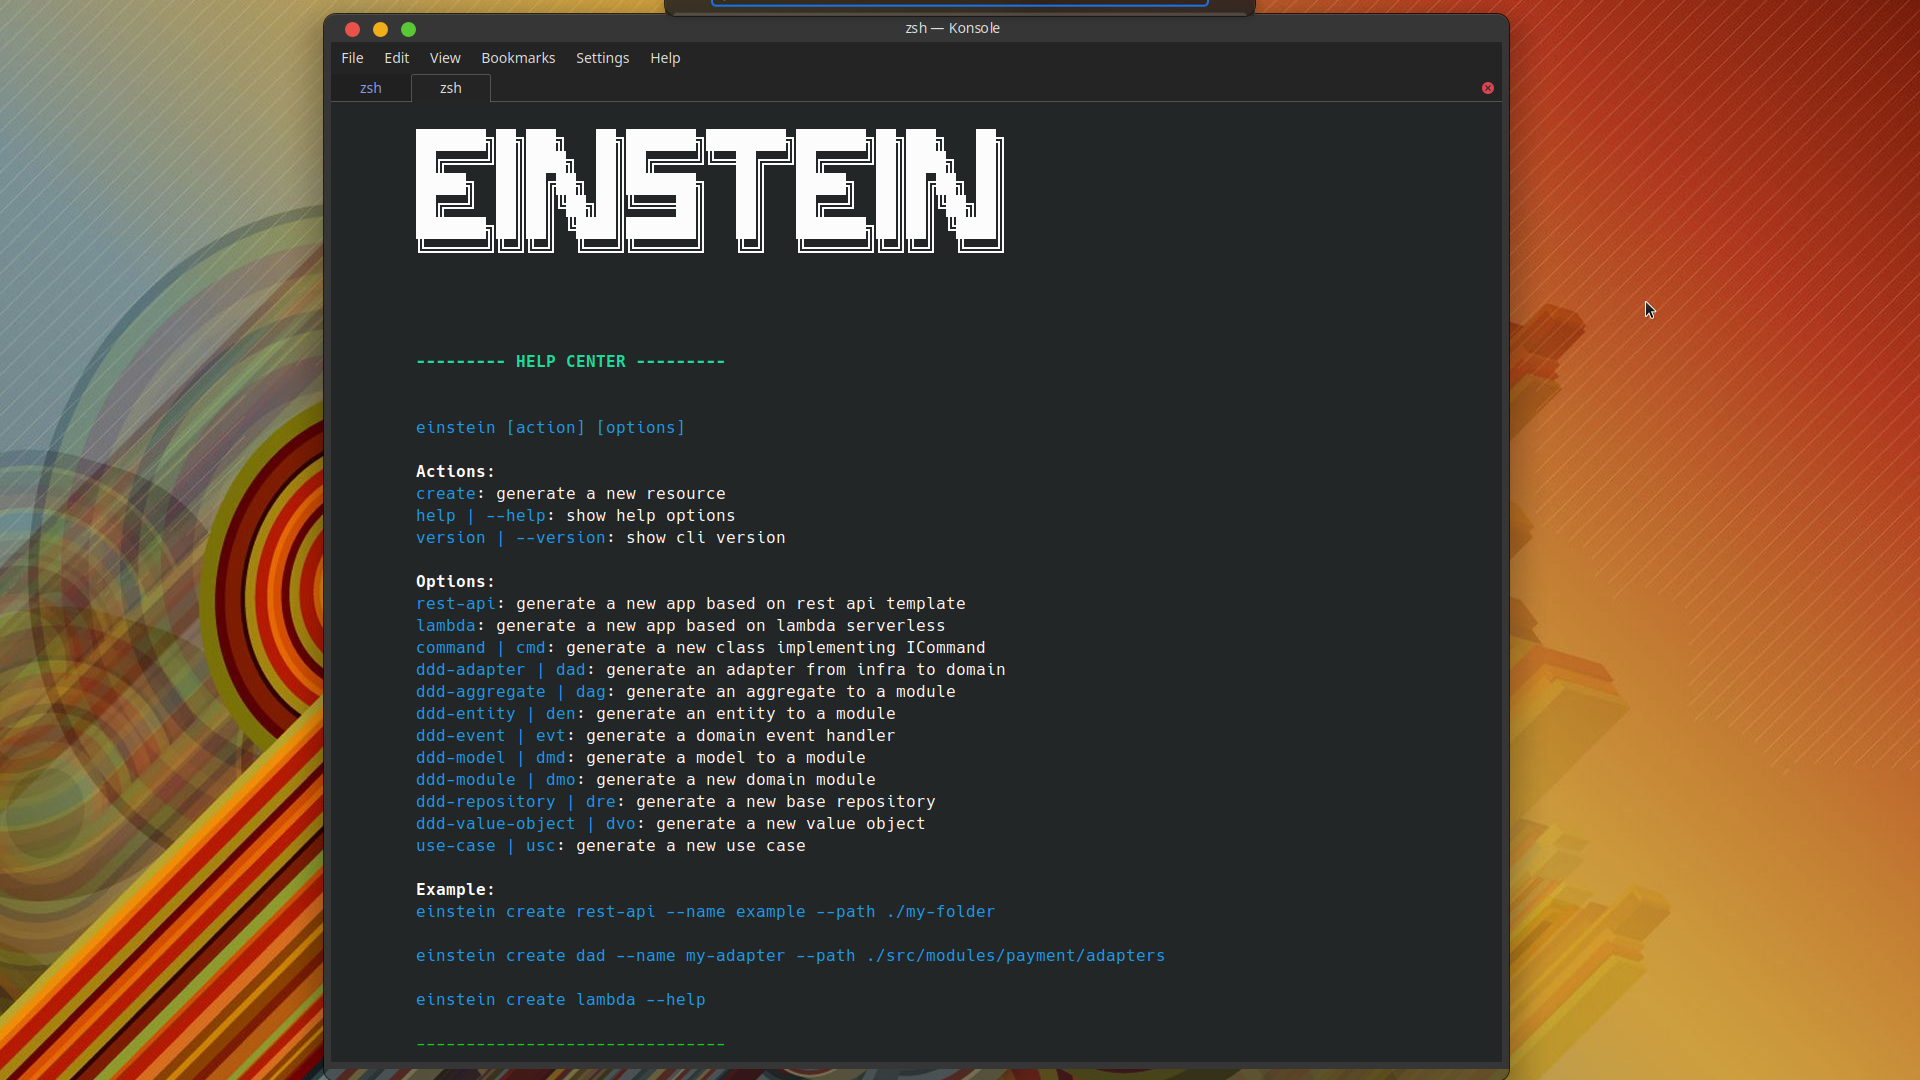 zsh — Konsole
File Edit View Bookmarks Settings Help
zsh zsh
EINSTEIN
--------- HELP CENTER ---------
einstein [action] [options]
Actions:
create: generate a new resource
help | --help: show help options
version | --version: show cli version
Options:
rest-api: generate a new app based on rest api template
lambda: generate a new app based on lambda serverless
command | cmd: generate a new class implementing ICommand
ddd-adapter | dad: generate an adapter from infra to domain
ddd-aggregate | dag: generate an aggregate to a module
ddd-entity | den: generate an entity to a module
ddd-event | evt: generate a domain event handler
ddd-model | dmd: generate a model to a module
ddd-module | dmo: generate a new domain module
ddd-repository | dre: generate a new base repository
ddd-value-object | dvo: generate a new value object
use-case | usc: generate a new use case
Example:
einstein create rest-api --name example --path ./my-folder
einstein create dad --name my-adapter --path ./src/modules/payment/adapters
einstein create lambda --help
-------------------------------